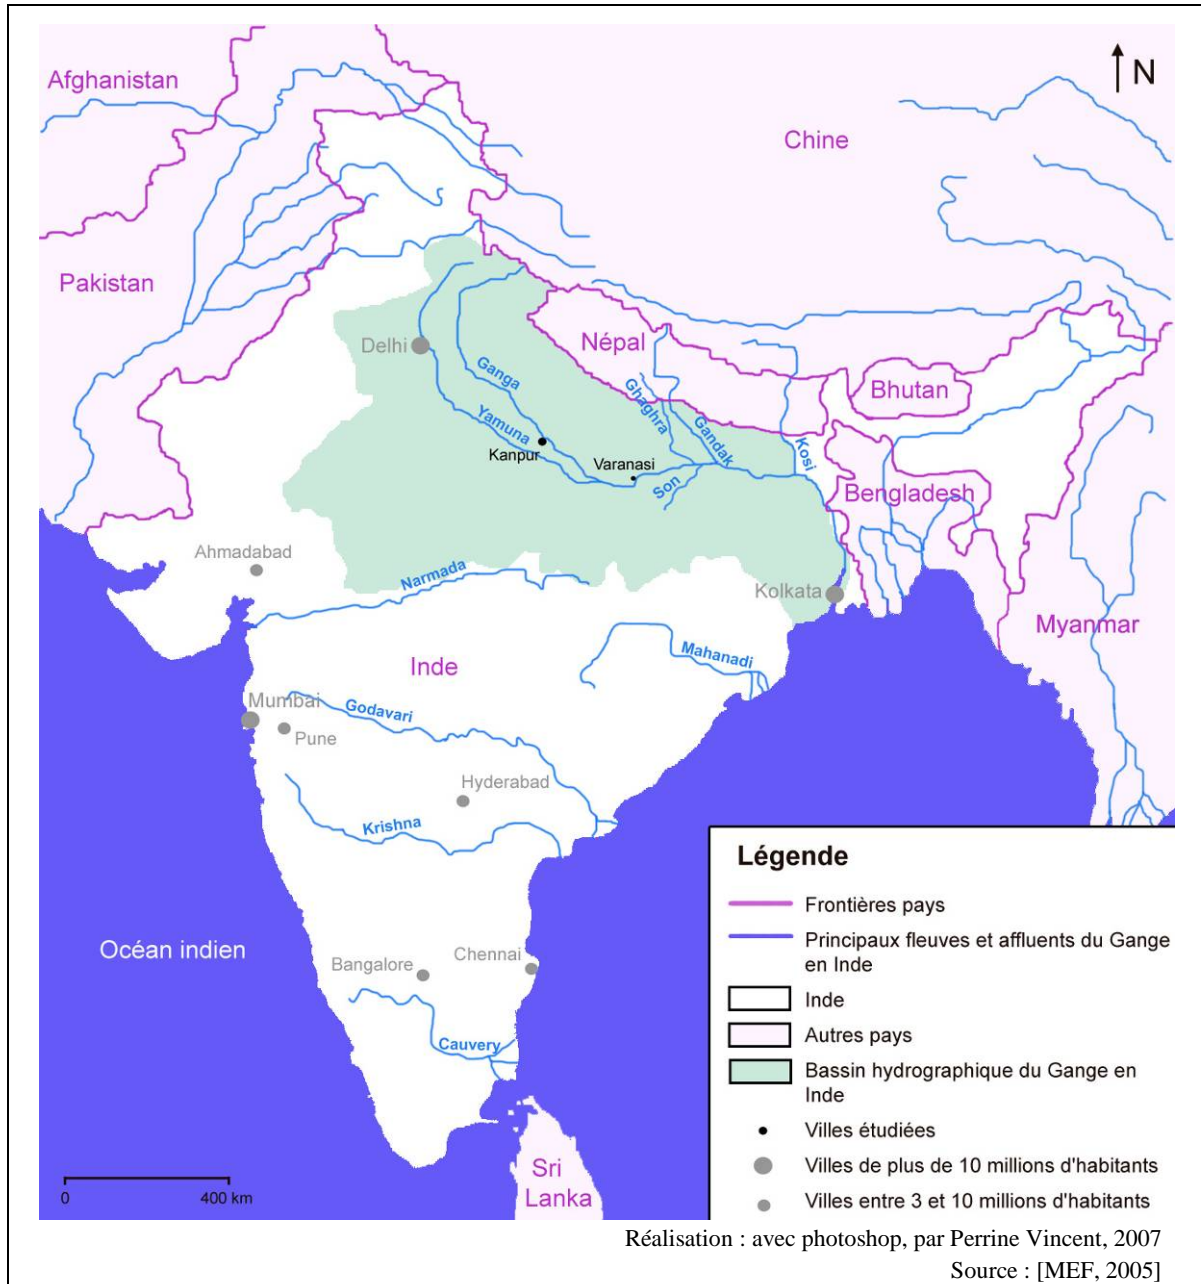 Afghanistan
N
Chine
Pakistan
Delhi
Népal
Ganga
Ghaghra
Bhutan
Yamuna
Gandak
Kosi
Kanpur
Varanasi
Son
Bengladesh
Ahmadabad
Narmada
Kolkata
Myanmar
Inde
Mahanadi
Mumbai
Godavari
Pune
Hyderabad
Krishna
Océan indien
Bangalore
Chennai
Cauvery
Sri
Lanka
0
400 km
Légende
Frontières pays
Principaux fleuves et affluents du Gange
en Inde
Inde
Autres pays
Bassin hydrographique du Gange en
Inde
Villes étudiées
Villes de plus de 10 millions d'habitants
Villes entre 3 et 10 millions d'habitants
Réalisation : avec photoshop, par Perrine Vincent, 2007
Source : [MEF, 2005]